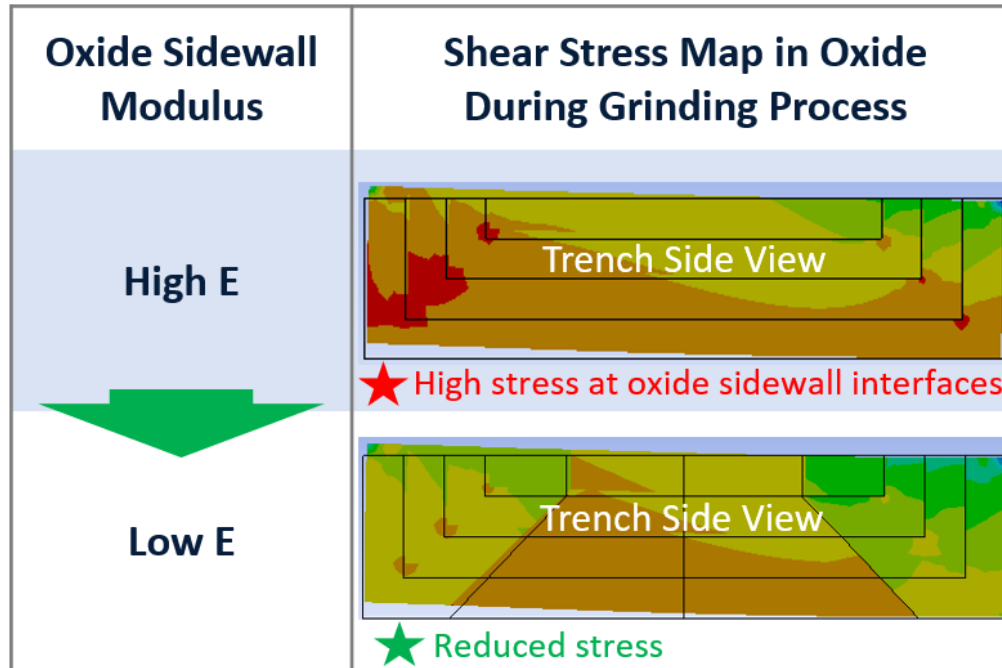 Oxide Sidewall
Modulus
Shear Stress Map in Oxide
During Grinding Process
High E
Trench Side View
High stress at oxide sidewall interfaces
Low E
Trench Side View
Reduced stress